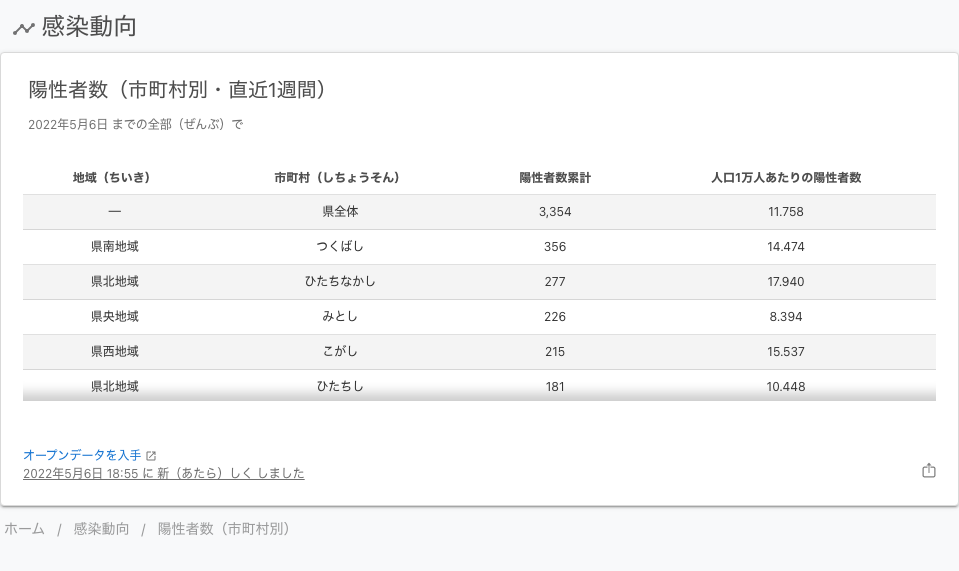 感染動向
陽性者数（市町村別・直近1週間）
2022年5月6日 までの全部（ぜんぶ）で
地域（ちいき） 市町村（しちょうそん） 陽性者数累計 人口1万人あたりの陽性者数
— 県全体 3,354 11.758
県南地域 つくばし 356 14.474
県北地域 ひたちなかし 277 17.940
県央地域 みとし 226 8.394
県西地域 こがし 215 15.537
県北地域 ひたちし 181 10.448
オープンデータを入手
2022年5月6日 18:55 に 新（あたら）しく しました
ホーム / 感染動向 / 陽性者数（市町村別）